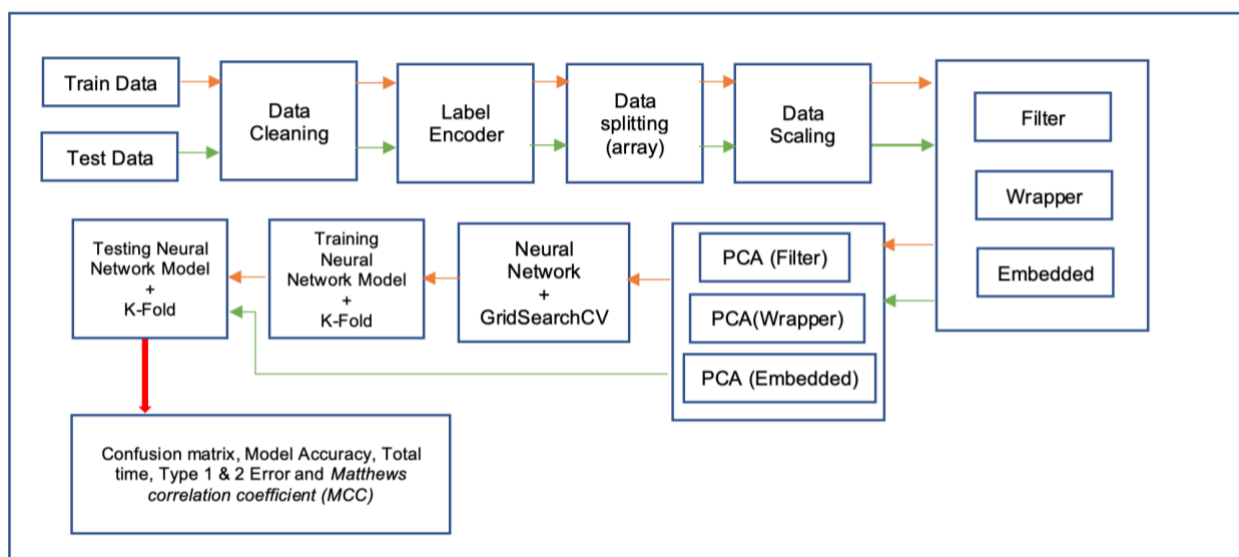 Train Data
Test Data
Data
Cleaning
Label
Encoder
Data
splitting
(array)
Data
Scaling
Filter
Wrapper
Embedded
PCA (Filter)
PCA(Wrapper)
PCA (Embedded)
Neural
Network
+
GridSearchCV
Training
Neural
Network Model
+
K-Fold
Testing Neural
Network Model
+
K-Fold
Confusion matrix, Model Accuracy, Total
time, Type 1 & 2 Error and Matthews
correlation coefficient (MCC)